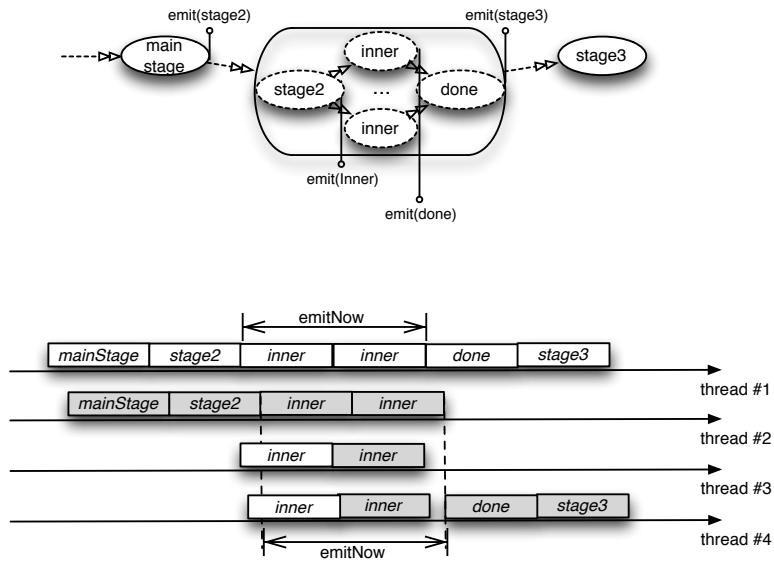 emit(stage2)
emit(stage3)
main
stage
inner
stage3
stage2
...
done
inner
emit(Inner)
emit(done)
emitNow
mainStage stage2 inner inner done stage3
thread #1
mainStage stage2 inner inner
thread #2
inner inner
thread #3
inner inner done stage3
thread #4
emitNow